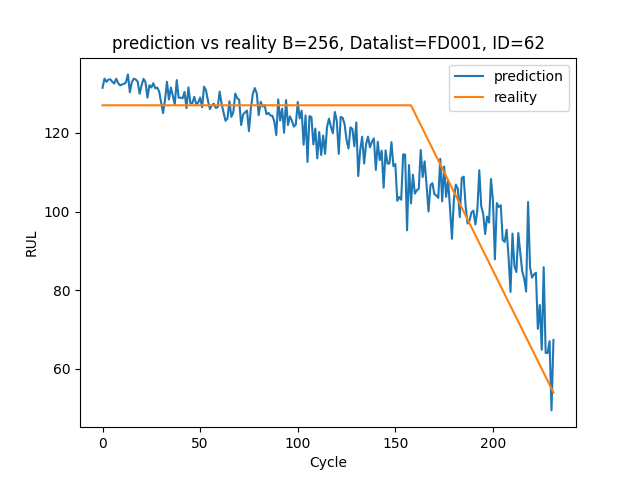 prediction vs reality B=256, Datalist=FD001, ID=62
prediction
reality
RUL
120
100
80
60
0
50
100
150
200
Cycle